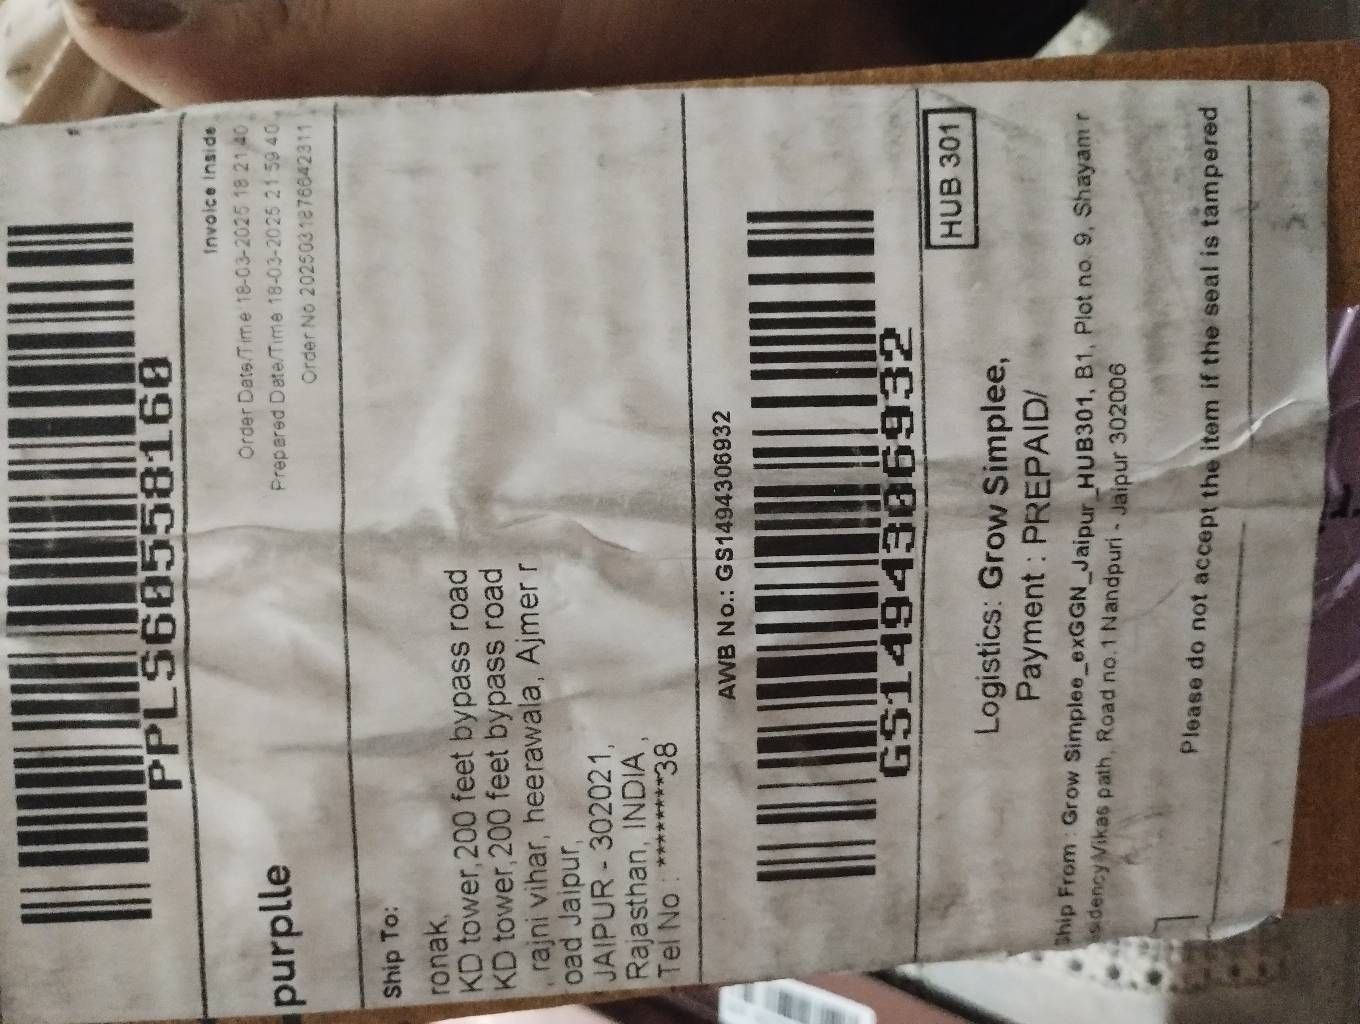 PPLS605581​60
purplle
Invoice Inside
Order Date/Time 18-03-2025 18 21 40
Prepared Date/Time 18-03-2025 21 59 40
Order No 2025031876642311
Ship To:
ronak,
KD tower,200 feet bypass road
KD tower,200 feet bypass road
, rajni vihar, heerawala, Ajmer r
oad Jaipur,
JAIPUR - 302021,
Rajasthan, INDIA ,
Tel No : ********38
AWB No.: GS1494306932
GS1494306932
HUB 301
Logistics: Grow Simplee,
Payment : PREPAID/
Ship From : Grow Simplee_exGGN_Jaipur_HUB301, B1, Plot no. 9, Shayam r
sidency Vikas path, Road no.1 Nandpuri - Jaipur 302006
Please do not accept the item if the seal is tampered